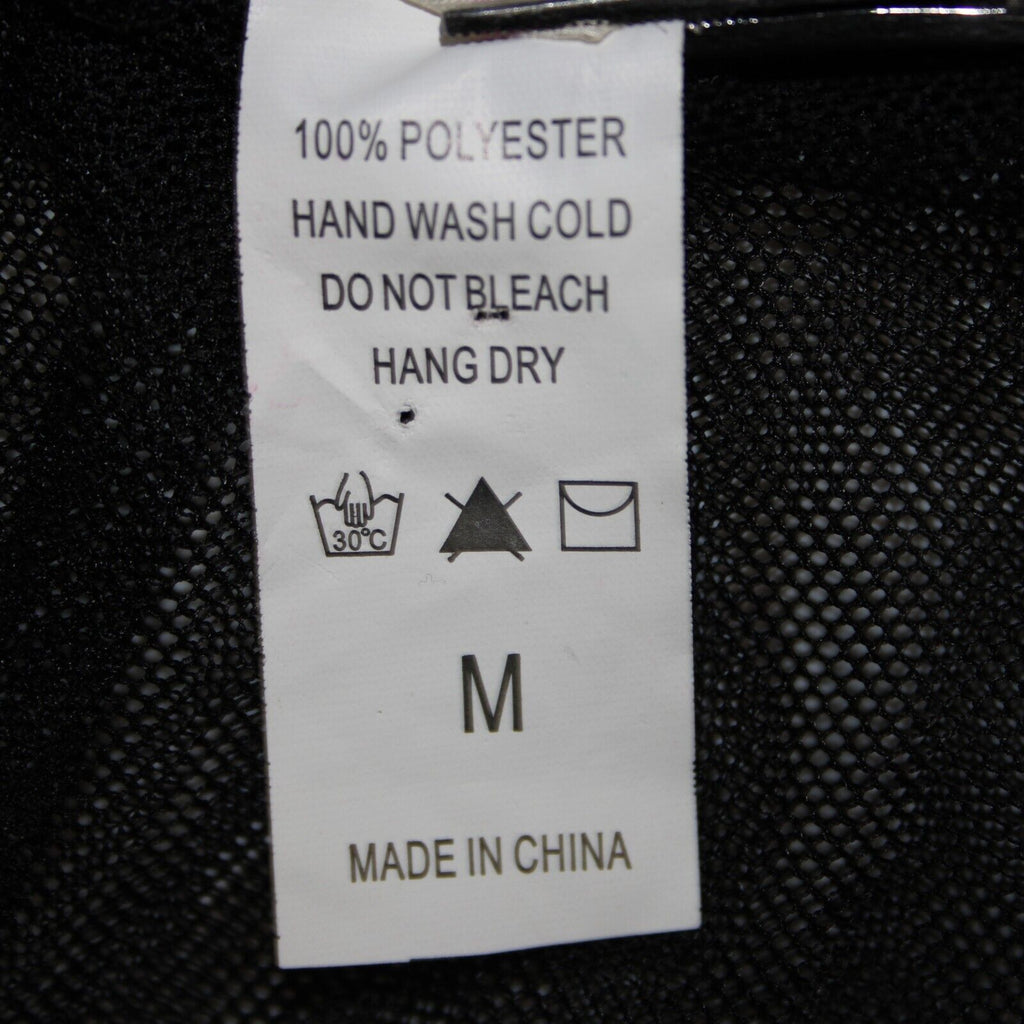 100% POLYESTER
HAND WASH COLD
DO NOT BLEACH
HANG DRY
30°C
M
MADE IN CHINA